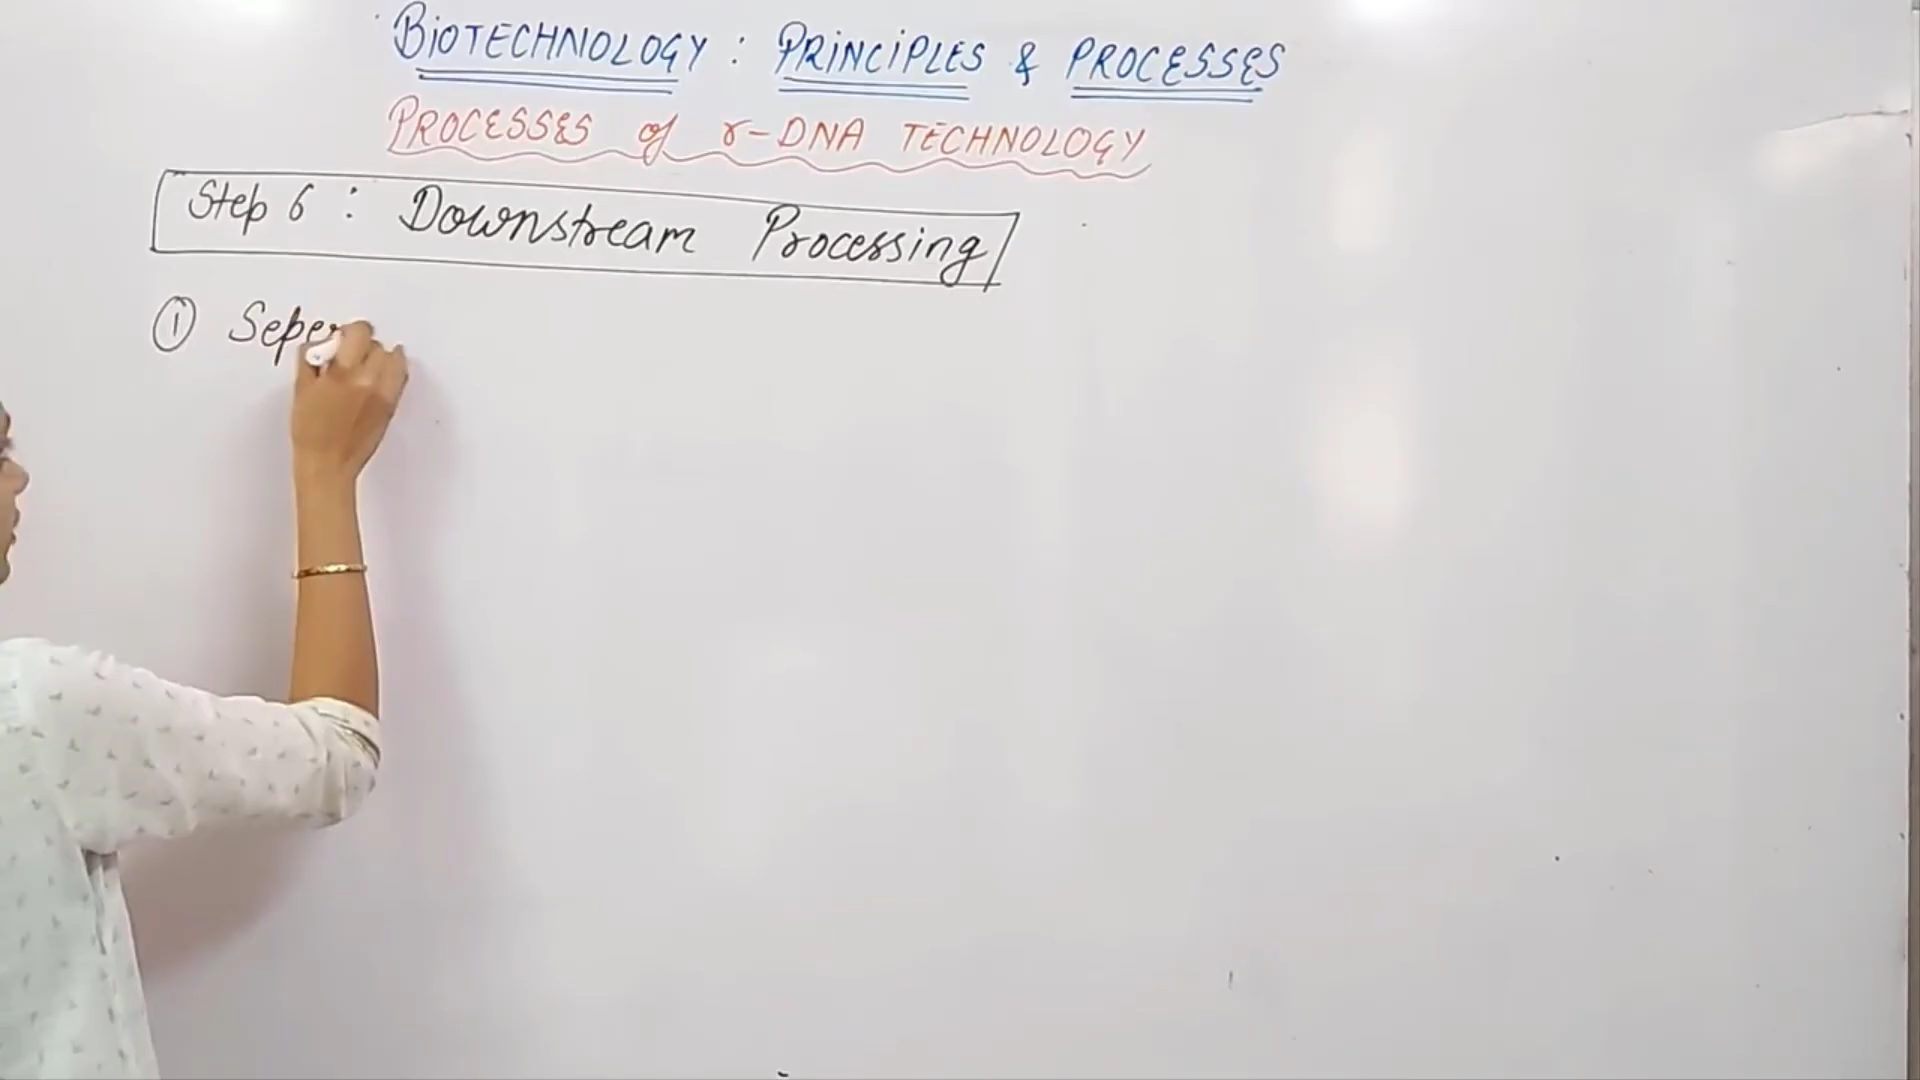 BIOTECHNOLOGY : PRINCIPLES & PROCESSES
PROCESSES of r-DNA TECHNOLOGY
Step 6 : Downstream Processing
① Seper